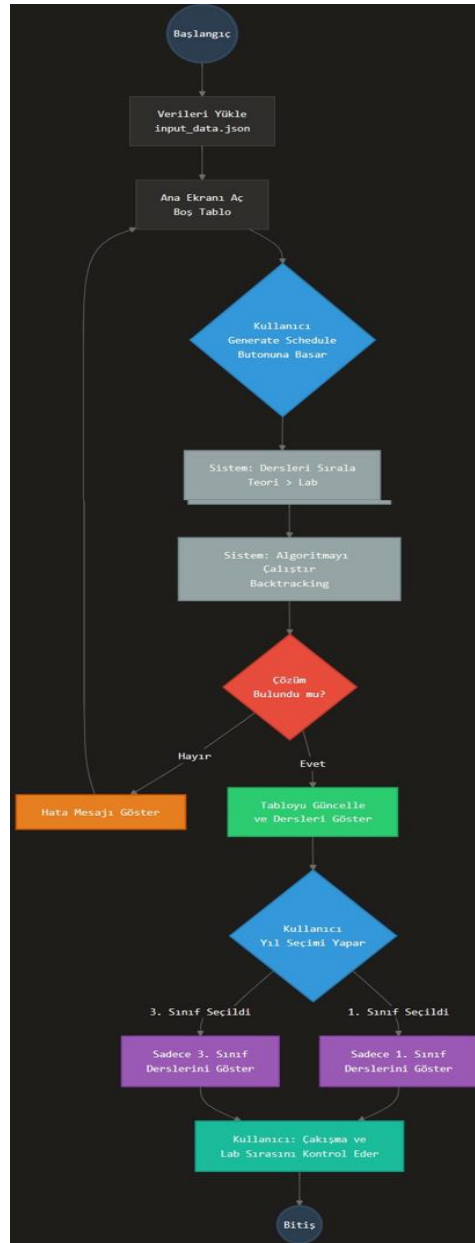 Başlangıç
Verileri Yükle
input_data.json
Ana Ekranı Aç
Boş Tablo
Kullanıcı
Generate Schedule
Butonuna Basar
Sistem: Dersleri Sırala
Teori > Lab
Sistem: Algoritmayı
Çalıştır
Backtracking
Çözüm
Bulundu mu?
Hayır
Evet
Hata Mesajı Göster
Tabloyu Güncelle
ve Dersleri Göster
Kullanıcı
Yıl Seçimi Yapar
3. Sınıf Seçildi
1. Sınıf Seçildi
Sadece 3. Sınıf
Derslerini Göster
Sadece 1. Sınıf
Derslerini Göster
Kullanıcı: Çakışma ve
Lab Sırasını Kontrol Eder
Bitiş